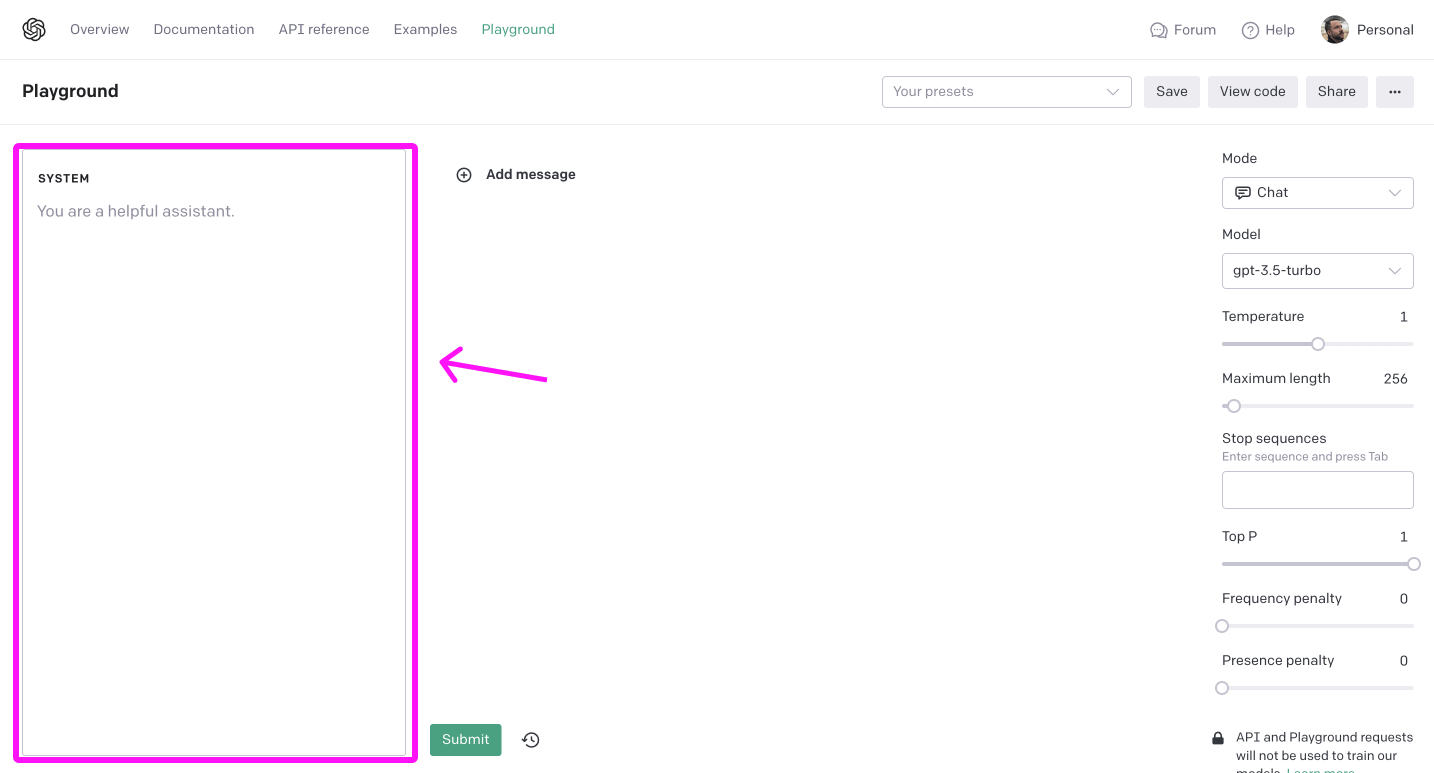 Overview Documentation API reference Examples Playground Forum Help Personal
Playground Your presets Save View code Share ...
SYSTEM
You are a helpful assistant.
Add message
Submit
Mode
Chat
Model
gpt-3.5-turbo
Temperature 1
Maximum length 256
Stop sequences
Enter sequence and press Tab
Top P 1
Frequency penalty 0
Presence penalty 0
API and Playground requests
will not be used to train our
models. Learn more